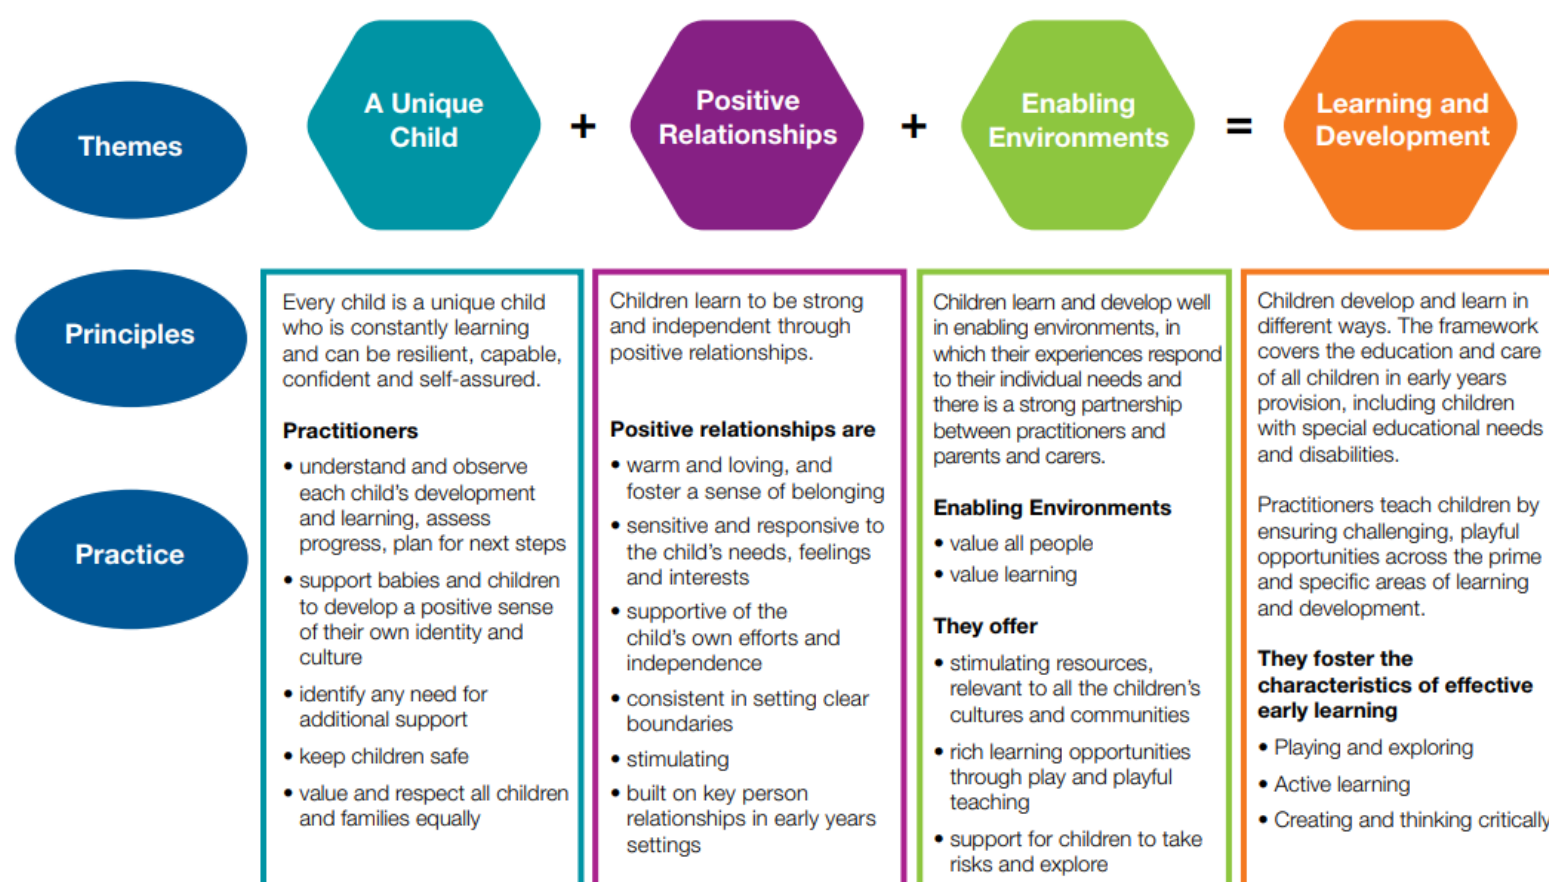 Themes
A Unique
Child
+
Positive
Relationships
+
Enabling
Environments
=
Learning and
Development
Principles
Practice
Every child is a unique child
who is constantly learning
and can be resilient, capable,
confident and self-assured.
Practitioners
• understand and observe
each child’s development
and learning, assess
progress, plan for next steps
• support babies and children
to develop a positive sense
of their own identity and
culture
• identify any need for
additional support
• keep children safe
• value and respect all children
and families equally
Children learn to be strong
and independent through
positive relationships.
Positive relationships are
• warm and loving, and
foster a sense of belonging
• sensitive and responsive to
the child’s needs, feelings
and interests
• supportive of the
child’s own efforts and
independence
• consistent in setting clear
boundaries
• stimulating
• built on key person
relationships in early years
settings
Children learn and develop well
in enabling environments, in
which their experiences respond
to their individual needs and
there is a strong partnership
between practitioners and
parents and carers.
Enabling Environments
• value all people
• value learning
They offer
• stimulating resources,
relevant to all the children’s
cultures and communities
• rich learning opportunities
through play and playful
teaching
• support for children to take
risks and explore
Children develop and learn in
different ways. The framework
covers the education and care
of all children in early years
provision, including children
with special educational needs
and disabilities.
Practitioners teach children by
ensuring challenging, playful
opportunities across the prime
and specific areas of learning
and development.
They foster the
characteristics of effective
early learning
• Playing and exploring
• Active learning
• Creating and thinking critically